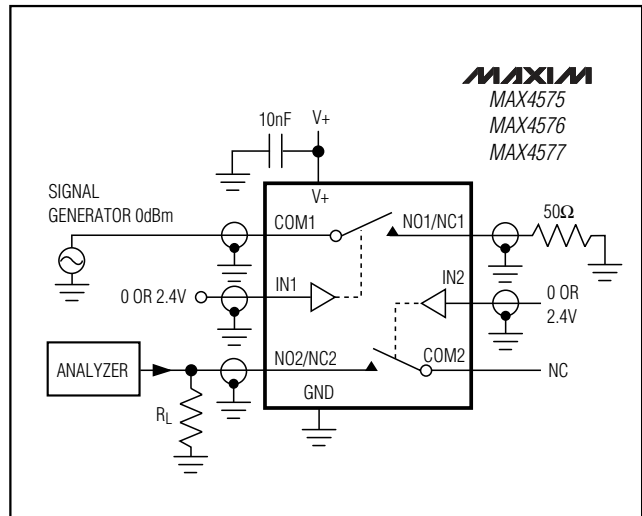 MAXIM
MAX4575
MAX4576
MAX4577
10nF
V+
V+
SIGNAL
GENERATOR 0dBm
COM1
NO1/NC1
50Ω
0 OR 2.4V
IN1
IN2
0 OR
2.4V
ANALYZER
NO2/NC2
COM2
NC
RL
GND